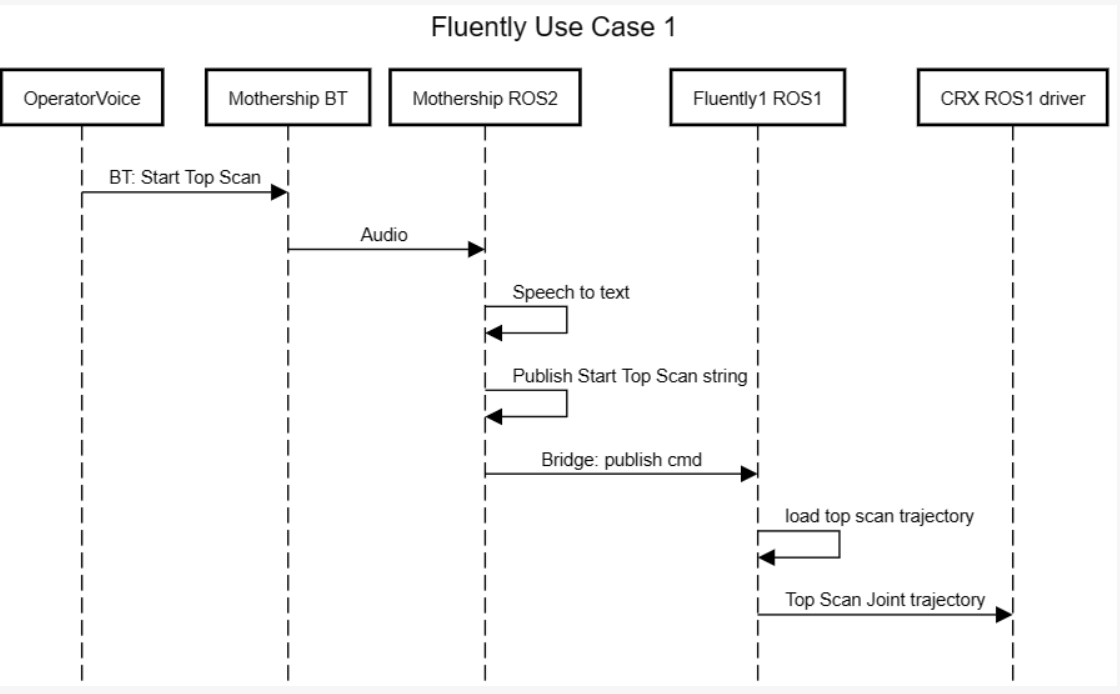 Fluently Use Case 1
OperatorVoice
Mothership BT
Mothership ROS2
Fluently1 ROS1
CRX ROS1 driver
BT: Start Top Scan
Audio
Speech to text
Publish Start Top Scan string
Bridge: publish cmd
load top scan trajectory
Top Scan Joint trajectory